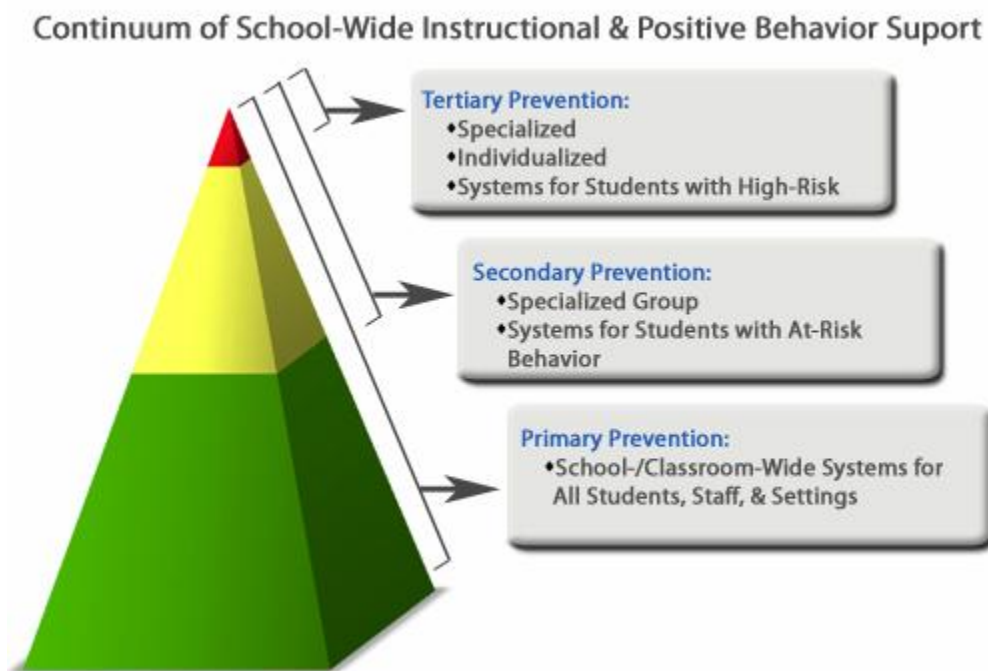 Continuum of School-Wide Instructional & Positive Behavior Suport
Tertiary Prevention:
♦Specialized
♦Individualized
♦Systems for Students with High-Risk
Secondary Prevention:
♦Specialized Group
♦Systems for Students with At-Risk
Behavior
Primary Prevention:
♦School-/Classroom-Wide Systems for
All Students, Staff, & Settings